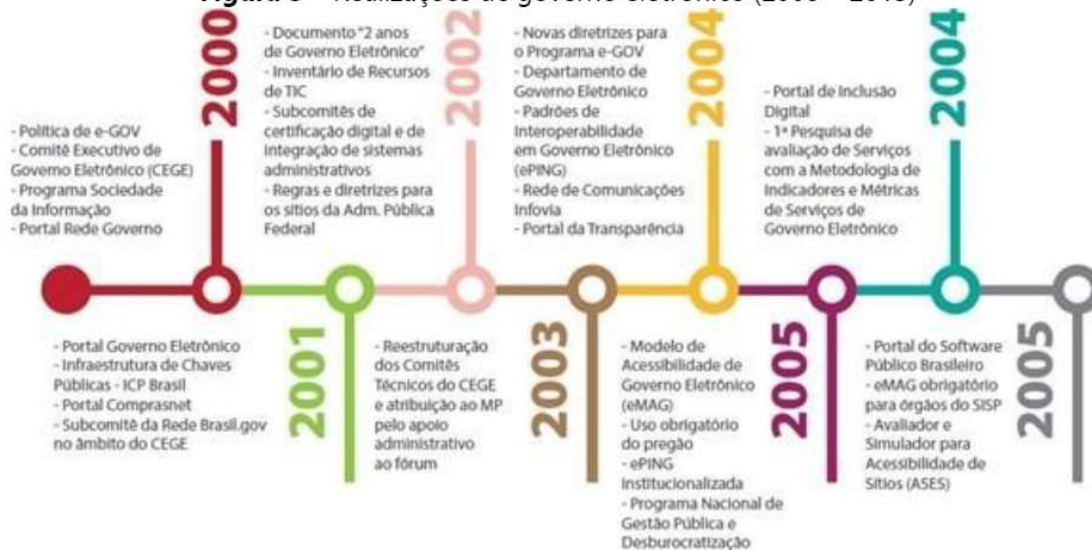 - Política de e-GOV
- Comitê Executivo de
Governo Eletrônico (CEGE)
- Programa Sociedade
da Informação
- Portal Rede Governo
2000
- Documento "2 anos
de Governo Eletrônico"
- Inventário de Recursos
de TIC
- Subcomitês de
certificação digital e de
integração de sistemas
administrativos
- Regras e diretrizes para
os sítios da Adm. Pública
Federal
2002
- Novas diretrizes para
o Programa e-GOV
- Departamento de
Governo Eletrônico
- Padrões de
Interoperabilidade
em Governo Eletrônico
(ePING)
- Rede de Comunicações
Infovia
- Portal da Transparência
2004
- Portal de Inclusão
Digital
- 1ª Pesquisa de
avaliação de Serviços
com a Metodologia de
Indicadores e Métricas
de Serviços de
Governo Eletrônico
2004
- Portal Governo Eletrônico
- Infraestrutura de Chaves
Públicas - ICP Brasil
- Portal Comprasnet
- Subcomitê da Rede Brasil.gov
no âmbito do CEGE
2001
- Reestruturação
dos Comitês
Técnicos do CEGE
e atribuição ao MP
pelo apoio
administrativo
ao fórum
2003
- Modelo de
Acessibilidade de
Governo Eletrônico
(eMAG)
- Uso obrigatório
do pregão
- ePING
Institucionalizada
- Programa Nacional de
Gestão Pública e
Desburocratização
2005
- Portal do Software
Público Brasileiro
- eMAG obrigatório
para órgãos do SISP
- Avaliador e
Simulador para
Acessibilidade de
Sítios (ASES)
2005